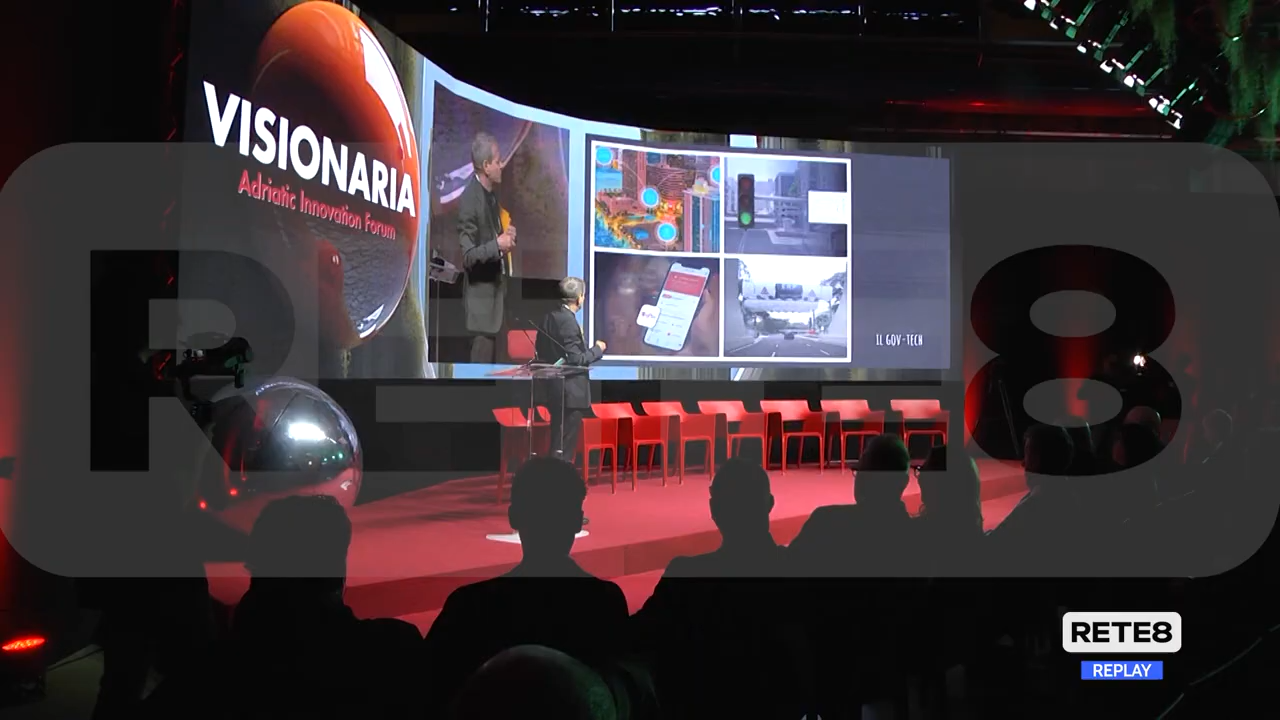 VISIONARIA
Adriatic Innovation Forum
IL GOV-TECH
RETE8
RETE8
REPLAY